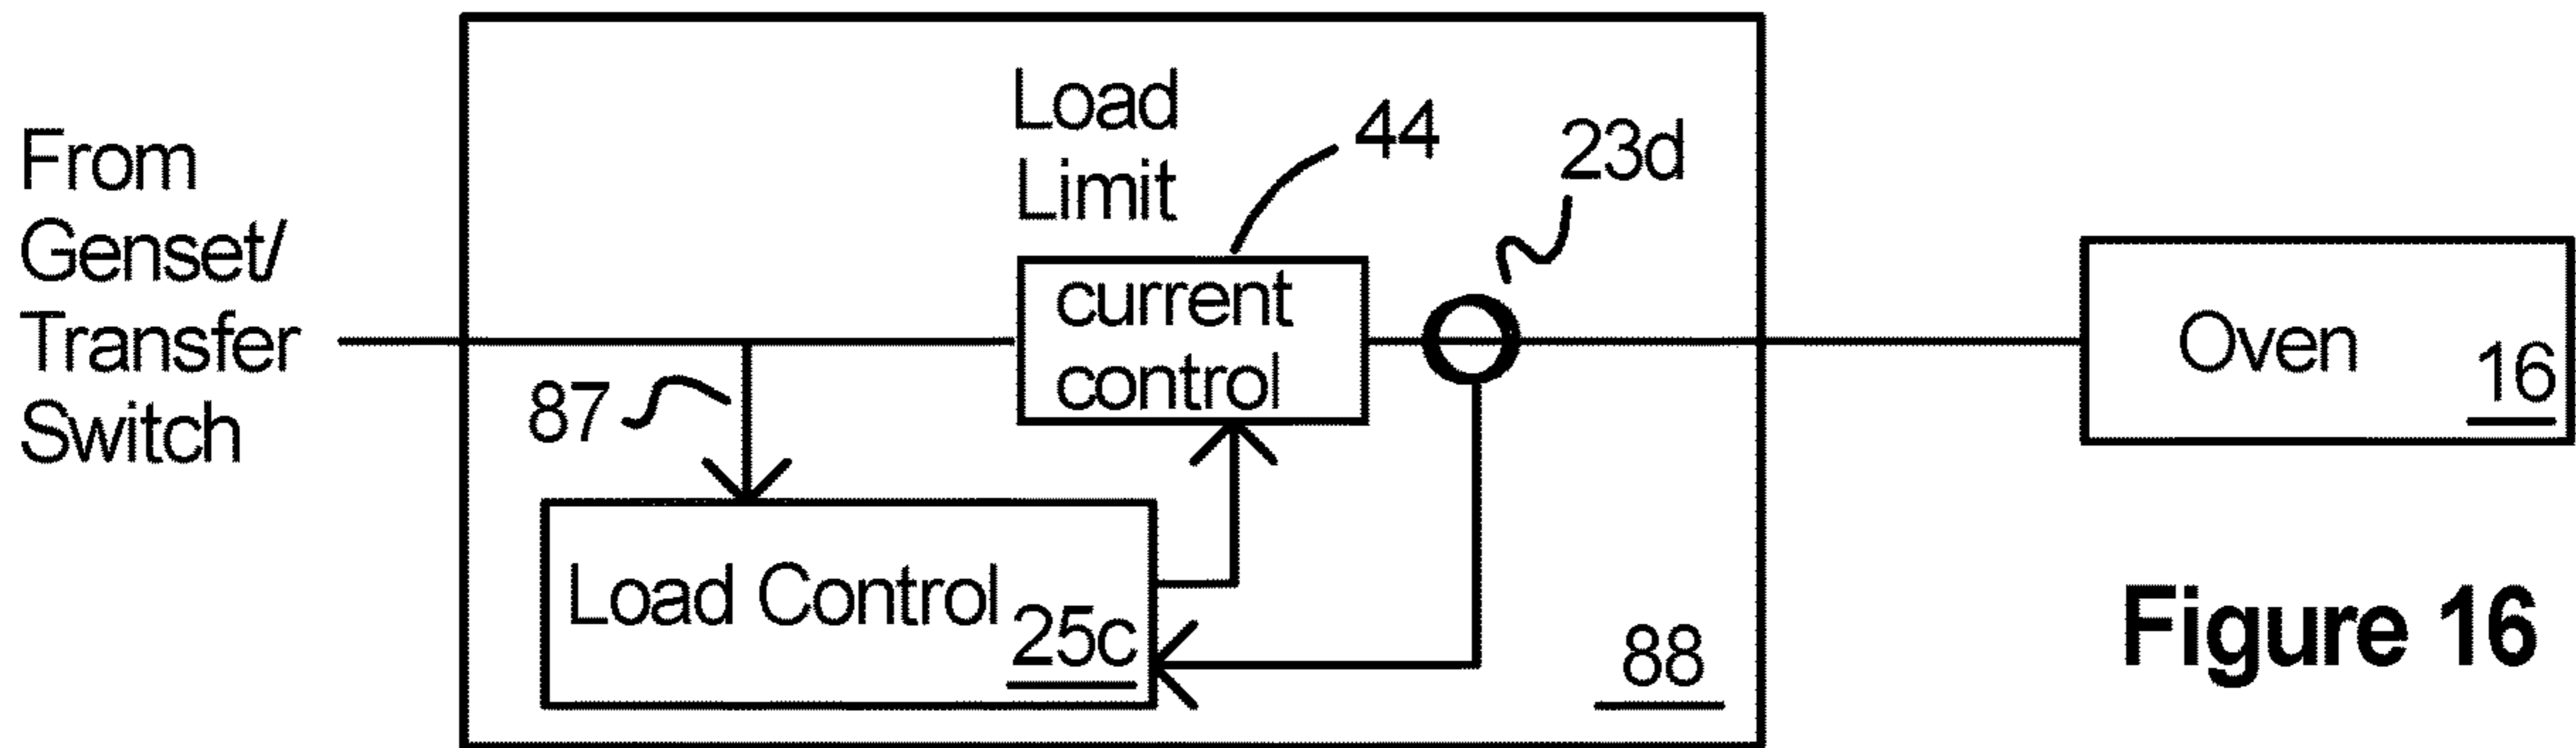 From
Genset/
Transfer
Switch
Load
Limit
44
23d
current
control
87
Load Control
25c
88
Oven
16
Figure 16